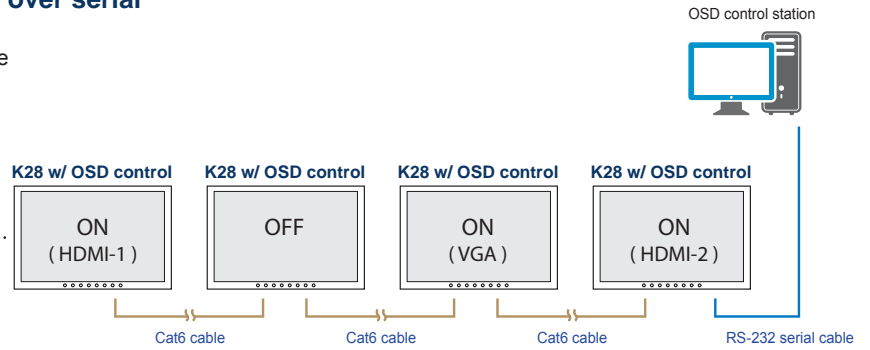 over serial
e
OSD control station
K28 w/ OSD control K28 w/ OSD control K28 w/ OSD control K28 w/ OSD control
ON
( HDMI-1 )
OFF
ON
( VGA )
ON
( HDMI-2 )
.
Cat6 cable Cat6 cable Cat6 cable RS-232 serial cable